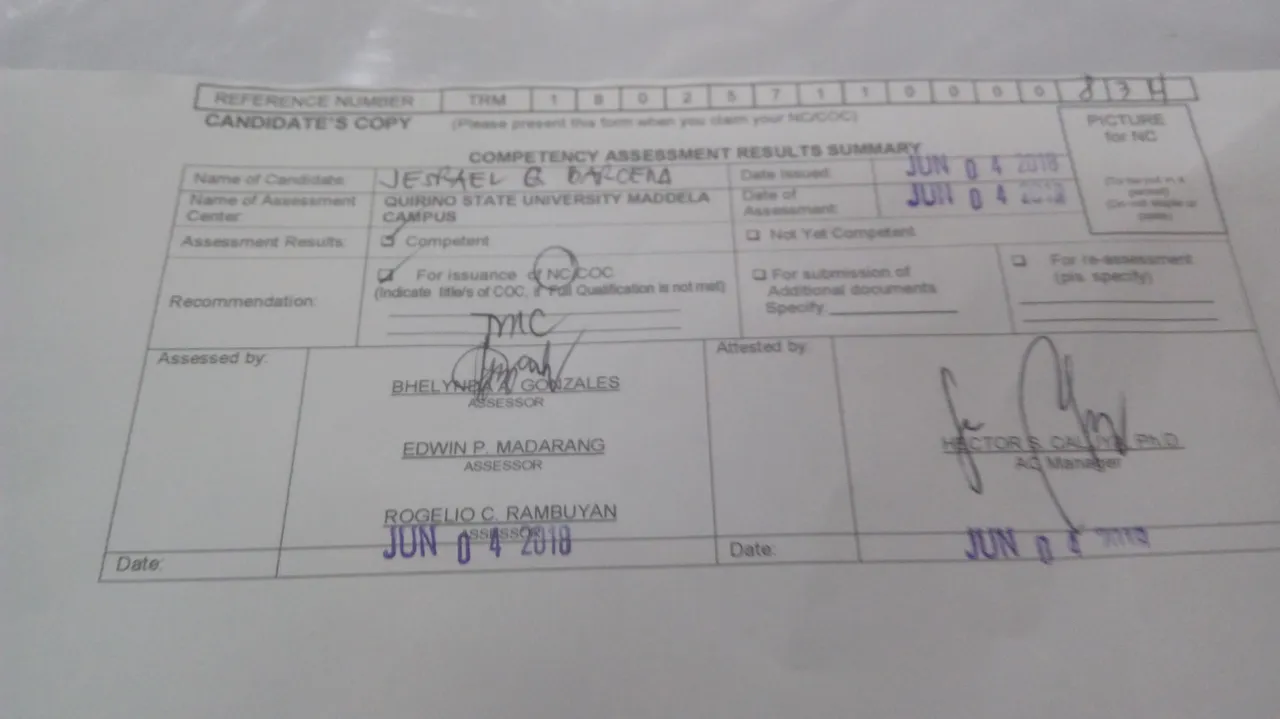 REFERENCE NUMBER TRM 1 8 0 2 5 7 1 1 0 0 0 0 8 3 4
CANDIDATE'S COPY (Please present this form when you claim your NC/COC)
PICTURE
for NC
COMPETENCY ASSESSMENT RESULTS SUMMARY
Name of Candidate: JESRAEL G BARCENA Date Issued: JUN 04 2018
Name of Assessment Center: QUIRINO STATE UNIVERSITY MADDELA CAMPUS Date of Assessment: JUN 04
Assessment Results: Competent Not Yet Competent
Recommendation:
For issuance of NC/COC
(Indicate title/s of COC, if Full Qualification is not met)
For submission of
Additional documents
Specify:
For re-assessment
(pls. specify)
Assessed by:
BHELYNDA A. GONZALES
ASSESSOR
EDWIN P. MADARANG
ASSESSOR
ROGELIO C. RAMBUYAN
ASSESSOR
Attested by:
HECTOR S. Ph.D.
AC Manager
Date: JUN 04 2018 Date: JUN 04 2018